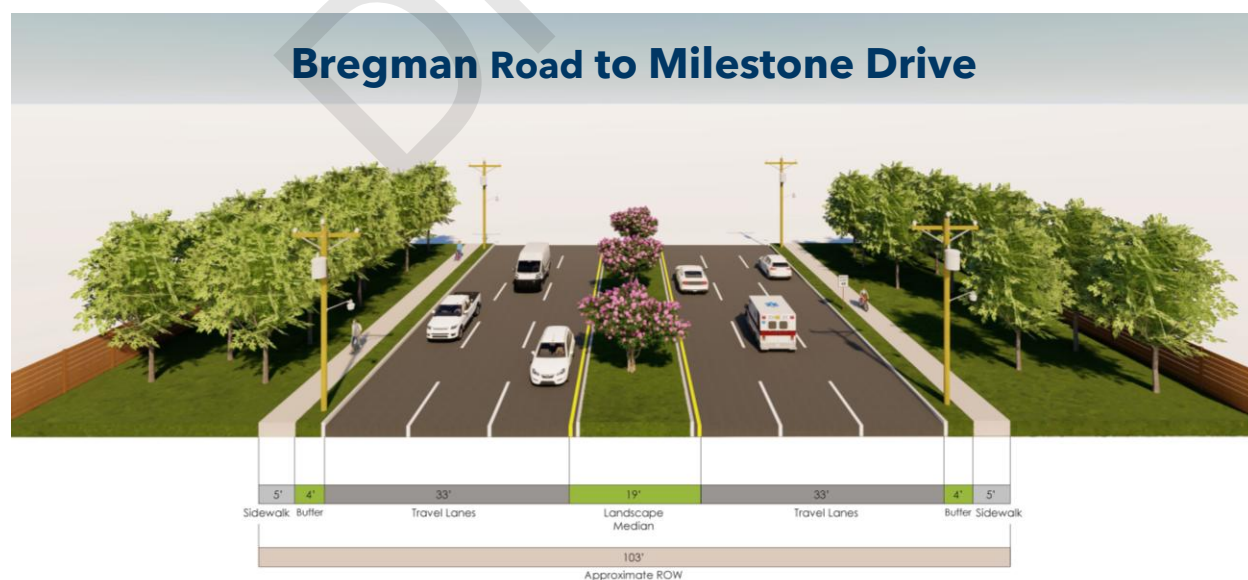 Bregman Road to Milestone Drive
5' 4' 33' 19' 33' 4' 5'
Sidewalk Buffer Travel Lanes Landscape Median Travel Lanes Buffer Sidewalk
103'
Approximate ROW